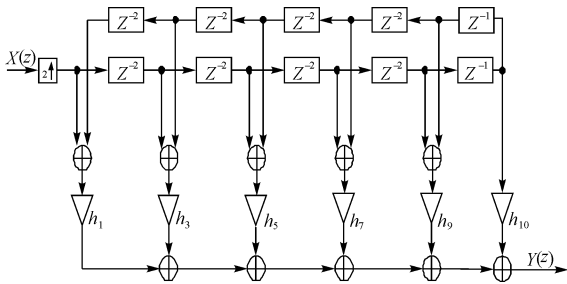 Z⁻² Z⁻² Z⁻² Z⁻² Z⁻¹
X(z) 2↑ Z⁻² Z⁻² Z⁻² Z⁻² Z⁻¹
h₁ h₃ h₅ h₇ h₉ h₁₀
Y(z)